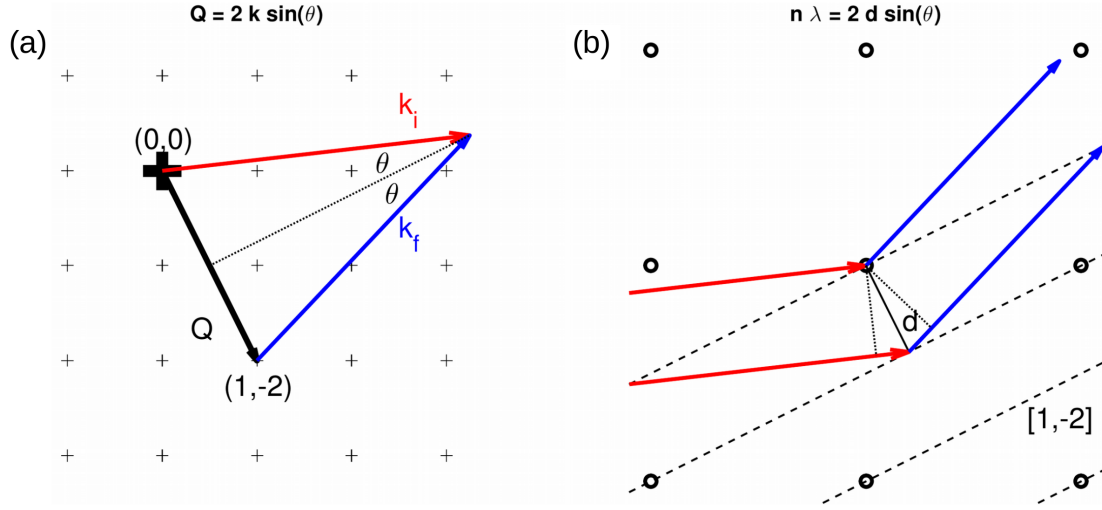 Q = 2 k sin(θ)
(a)
k_i
(0,0)
θ
θ
k_f
Q
(1,-2)
n λ = 2 d sin(θ)
(b)
d
[1,-2]